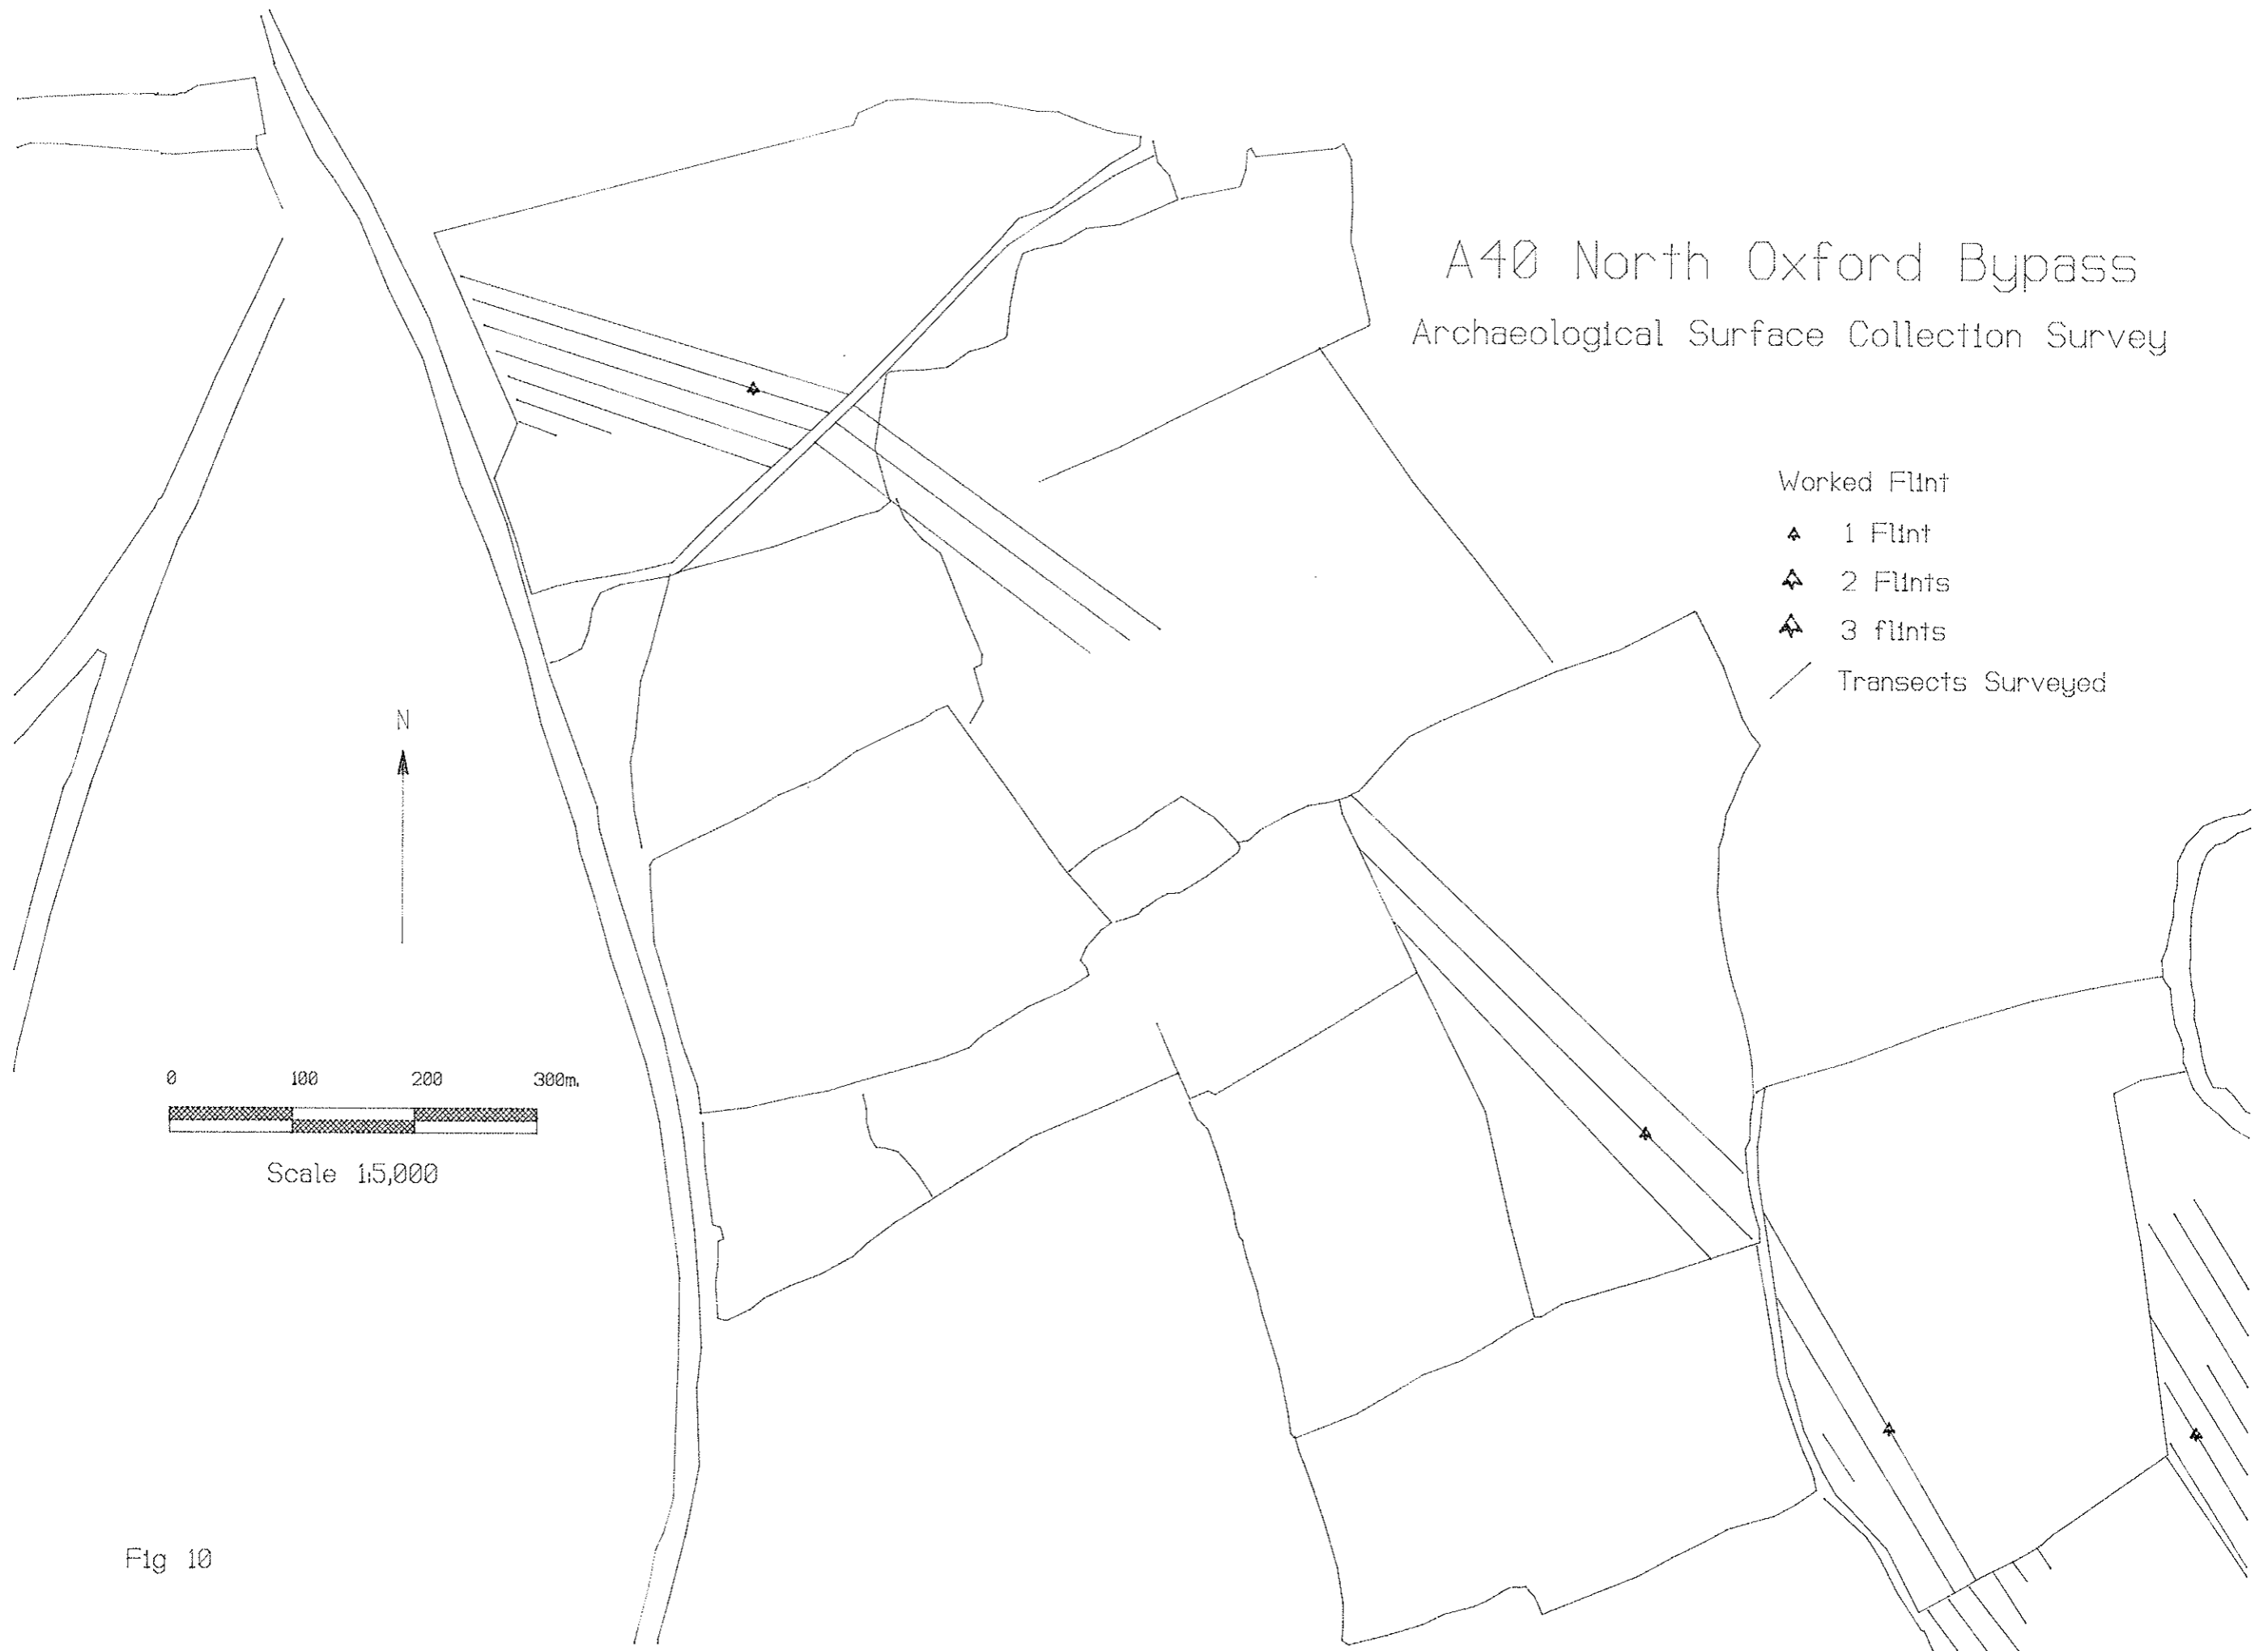 A40 North Oxford Bypass
Archaeological Surface Collection Survey
Worked Flint
1 Flint
2 Flints
3 flints
Transects Surveyed
N
0 100 200 300m.
Scale 1:5,000
Fig 10